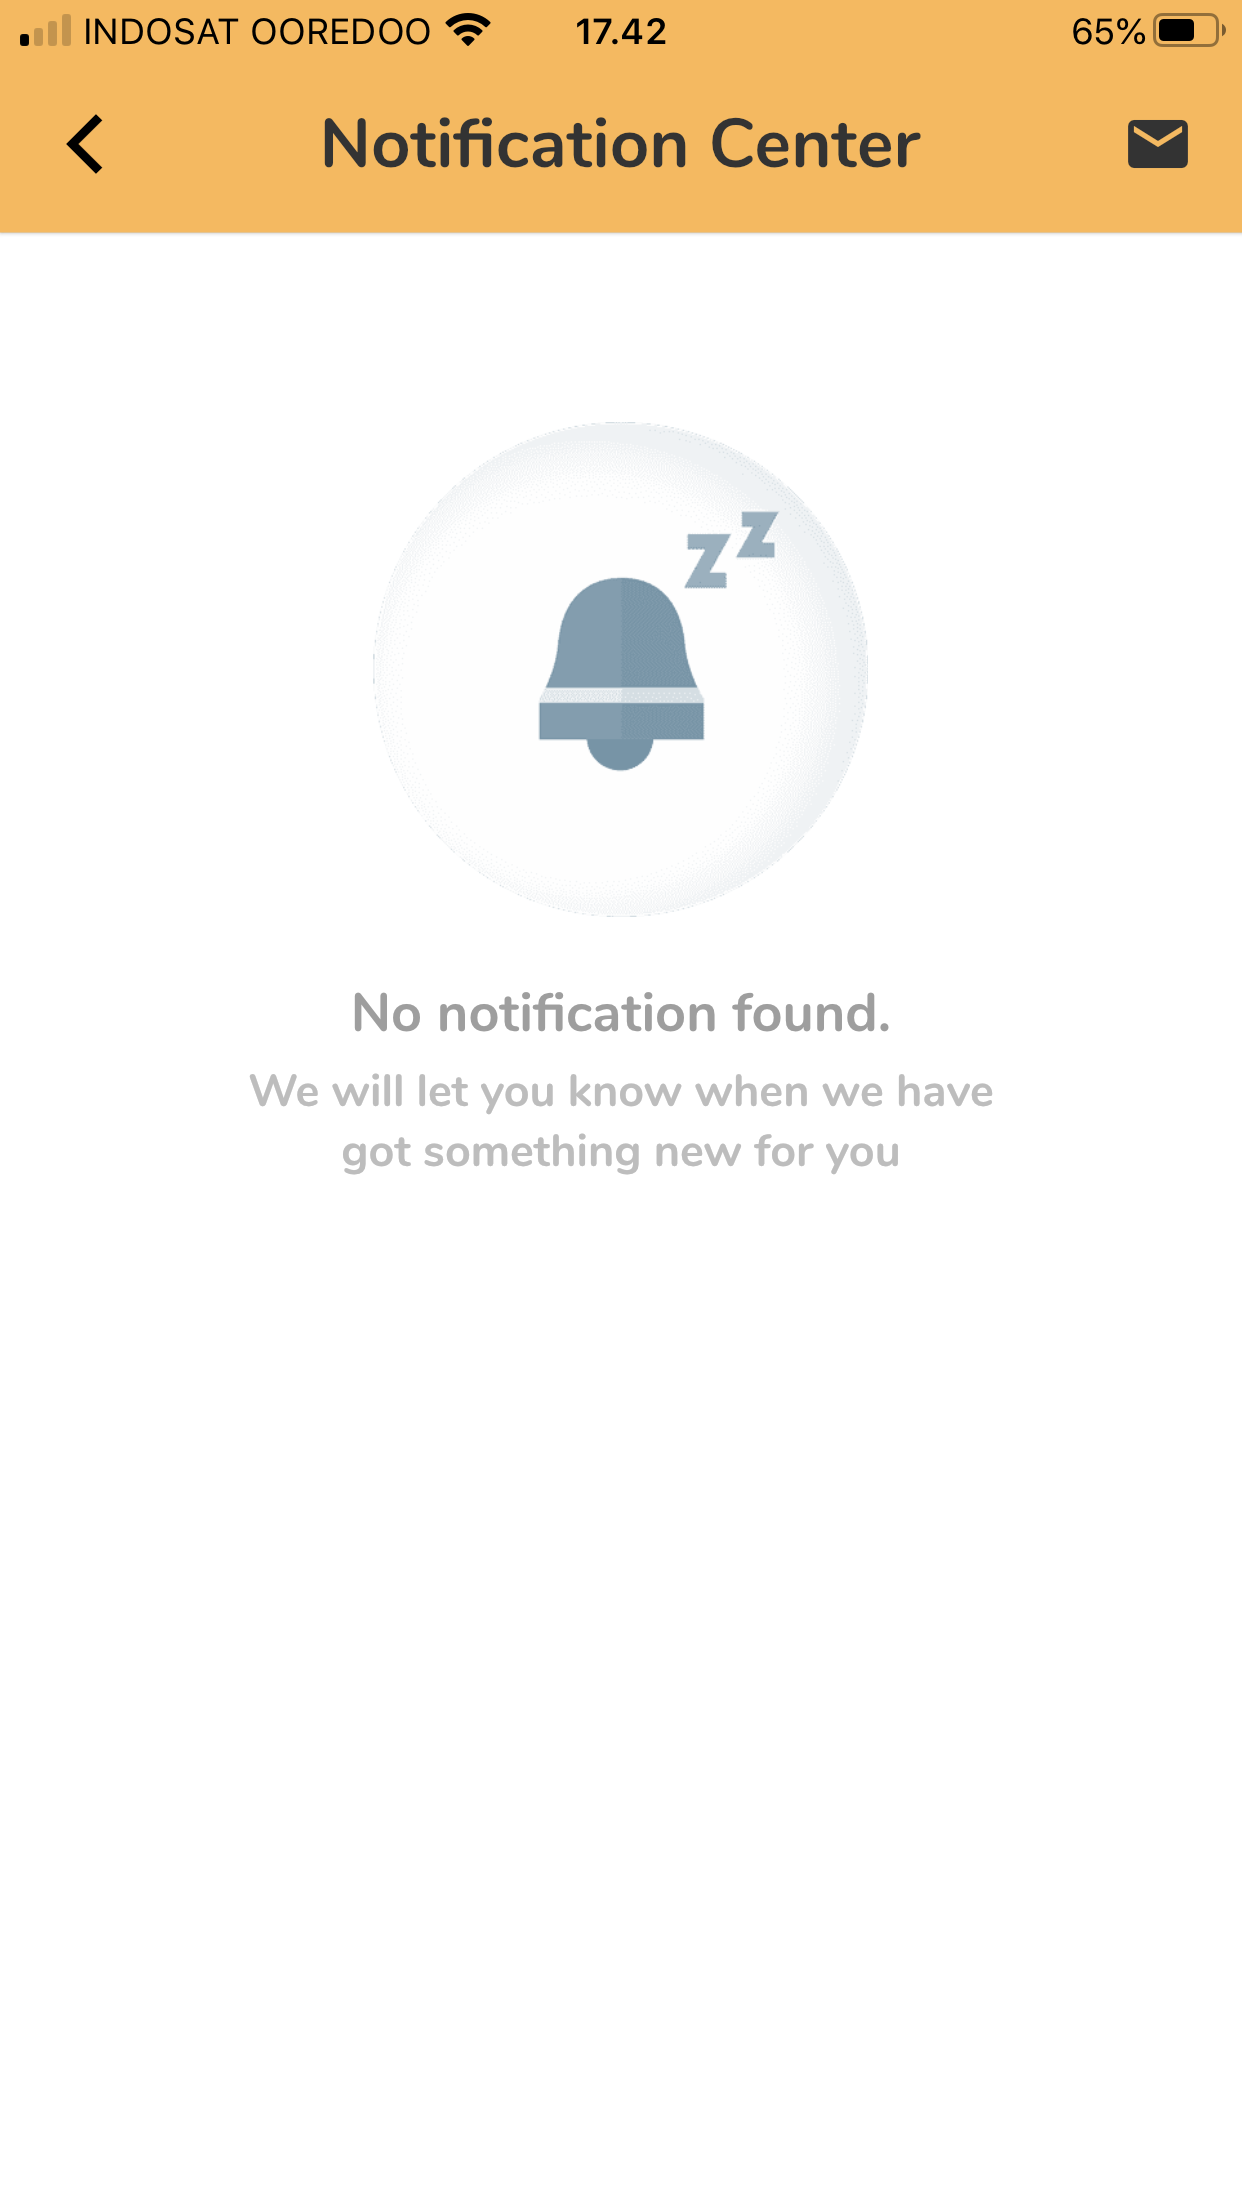 INDOSAT OOREDOO 17.42 65%
Notification Center
zz
No notification found.
We will let you know when we have
got something new for you